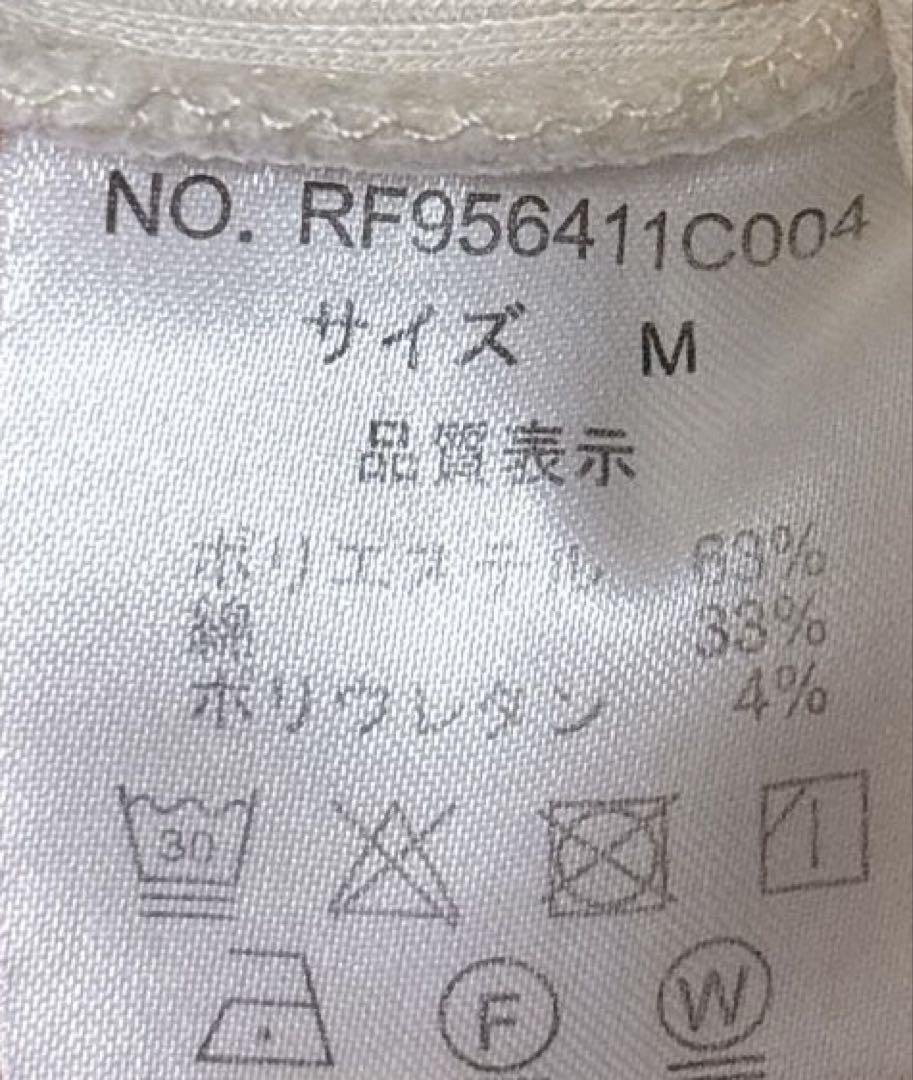 NO. RF956411C004
サイズ M
品質表示
ポリエステル 63%
綿 33%
ポリウレタン 4%
30
F
W